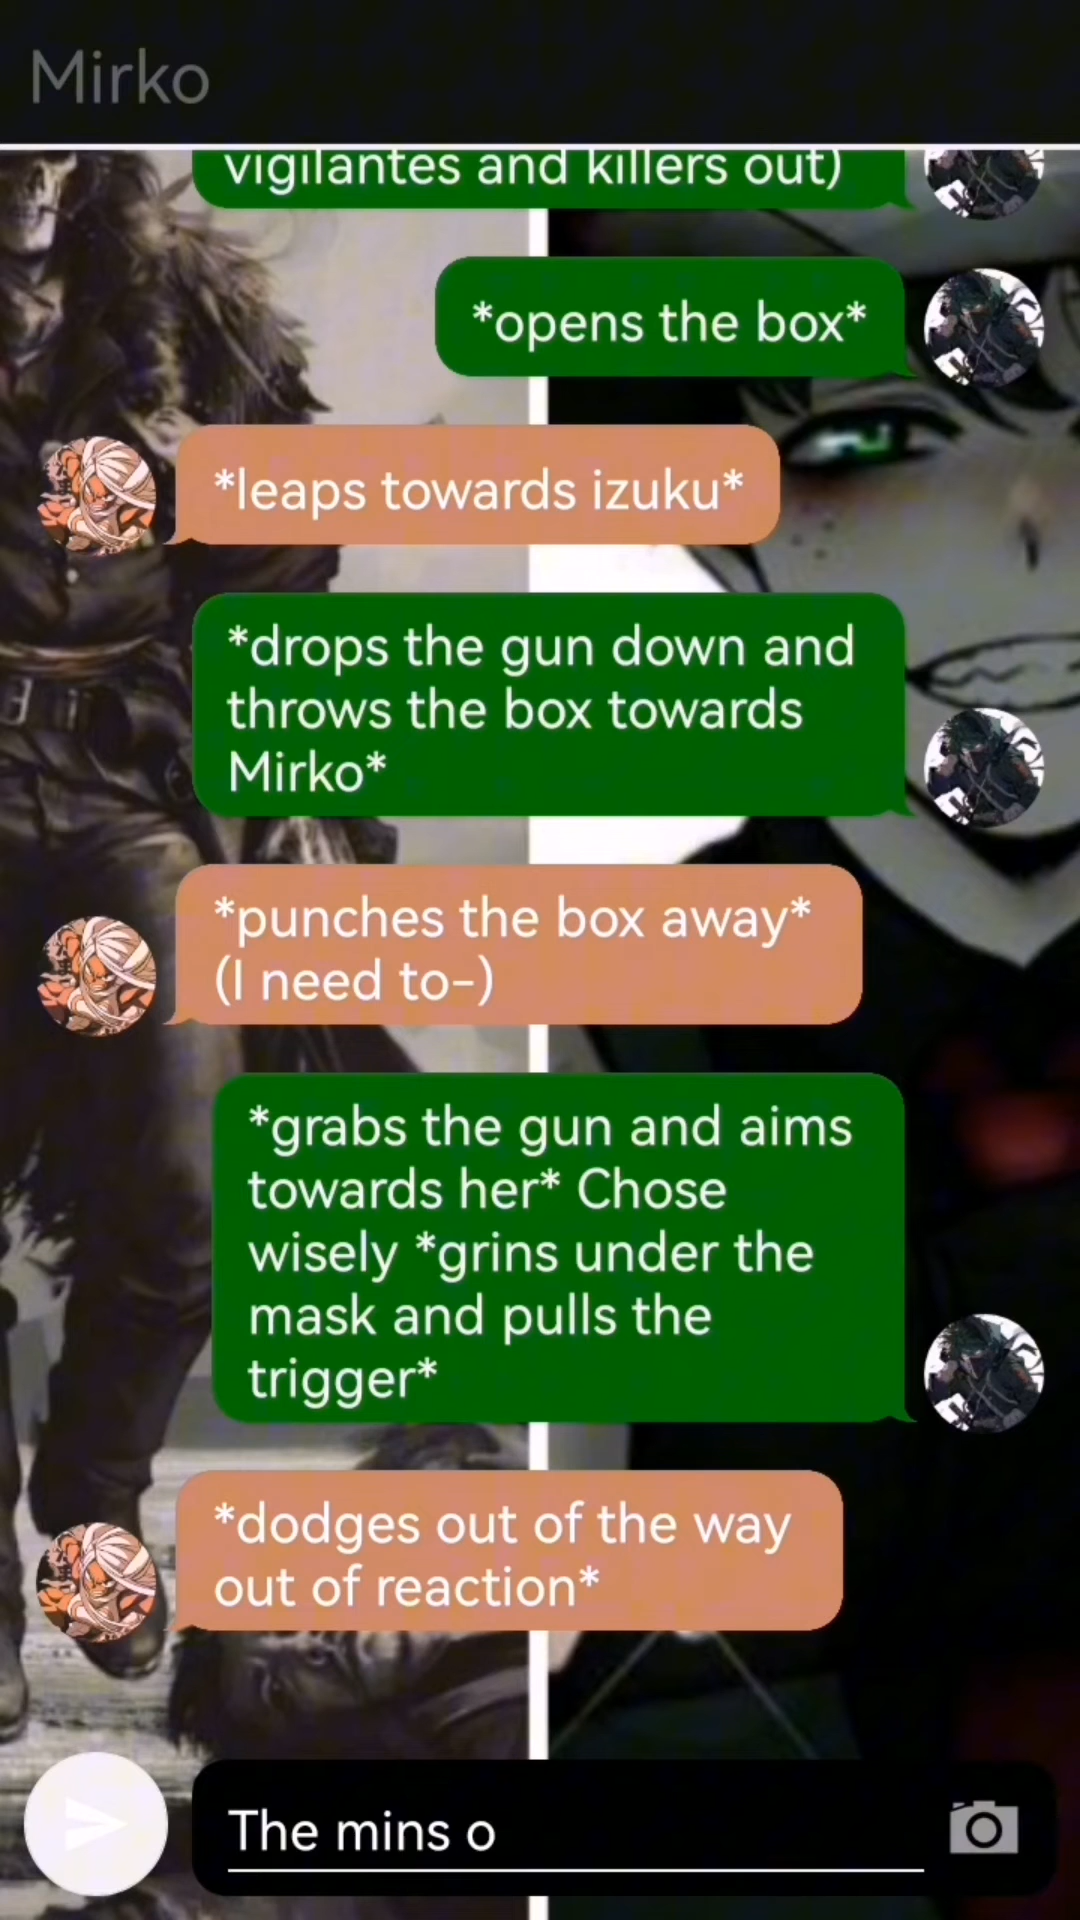 Mirko
vigilantes and killers out)
*opens the box*
*leaps towards izuku*
*drops the gun down and
throws the box towards
Mirko*
*punches the box away*
(I need to-)
*grabs the gun and aims
towards her* Chose
wisely *grins under the
mask and pulls the
trigger*
*dodges out of the way
out of reaction*
The mins o